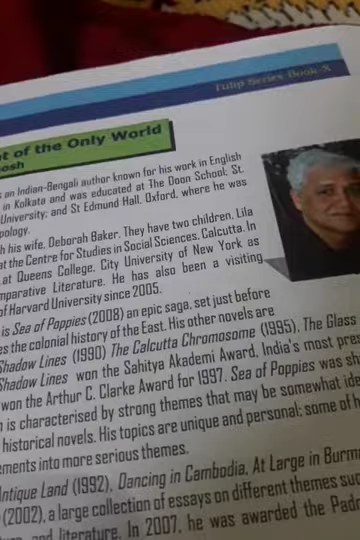 Tulip Series Book-X
t of the Only World
osh
s an Indian-Bengali author known for his work in English
in Kolkata and was educated at The Doon School; St.
University; and St Edmund Hall, Oxford, where he was
pology.
h his wife, Deborah Baker. They have two children, Lila
at the Centre for Studies in Social Sciences, Calcutta. In
at Queens College, City University of New York as
mparative Literature. He has also been a visiting
of Harvard University since 2005.
is Sea of Poppies (2008) an epic saga, set just before
es the colonial history of the East. His other novels are
Shadow Lines (1990) The Calcutta Chromosome (1995), The Glass
Shadow Lines won the Sahitya Akademi Award, India's most pres
won the Arthur C. Clarke Award for 1997. Sea of Poppies was sh
n is characterised by strong themes that may be somewhat ide
historical novels. His topics are unique and personal; some of h
ements into more serious themes.
ntique Land (1992), Dancing in Cambodia, At Large in Burm
(2002), a large collection of essays on different themes suc
and literature. In 2007, he was awarded the Padm